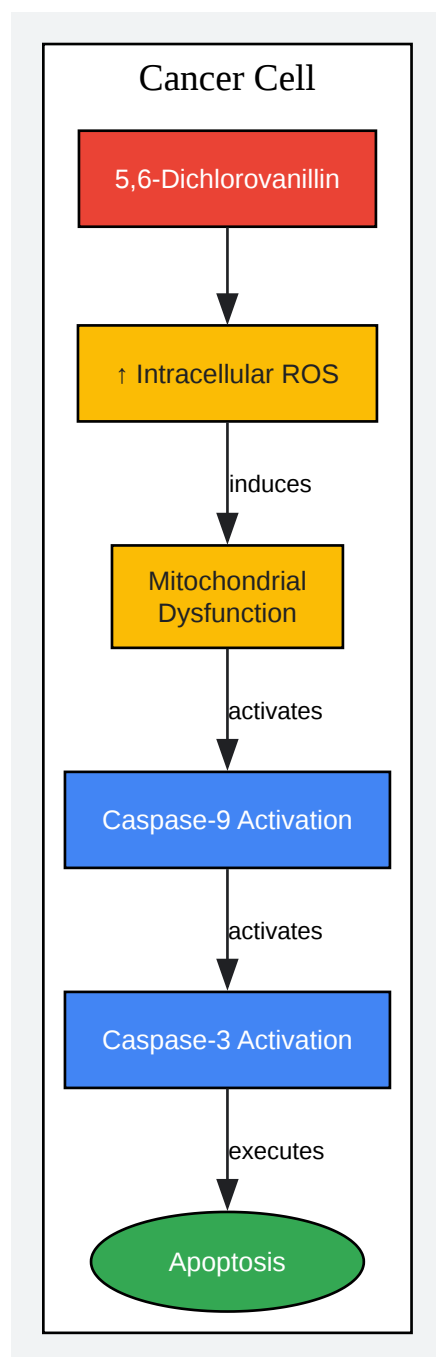 Cancer Cell
5,6-Dichlorovanillin
↑ Intracellular ROS
induces
Mitochondrial
Dysfunction
activates
Caspase-9 Activation
activates
Caspase-3 Activation
executes
Apoptosis